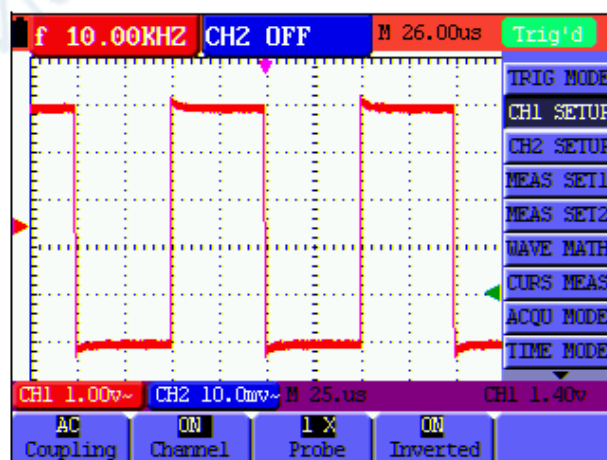 f 10.00KHZ CH2 OFF M 26.00us Trig'd
TRIG MODE
CH1 SETUP
CH2 SETUP
MEAS SET1
MEAS SET2
WAVE MATH
CURS MEAS
ACQU MODE
TIME MODE
CH1 1.00v~ CH2 10.0mv~ M 25.us CH1 1.40v
AC ON 1 X ON
Coupling Channel Probe Inverted